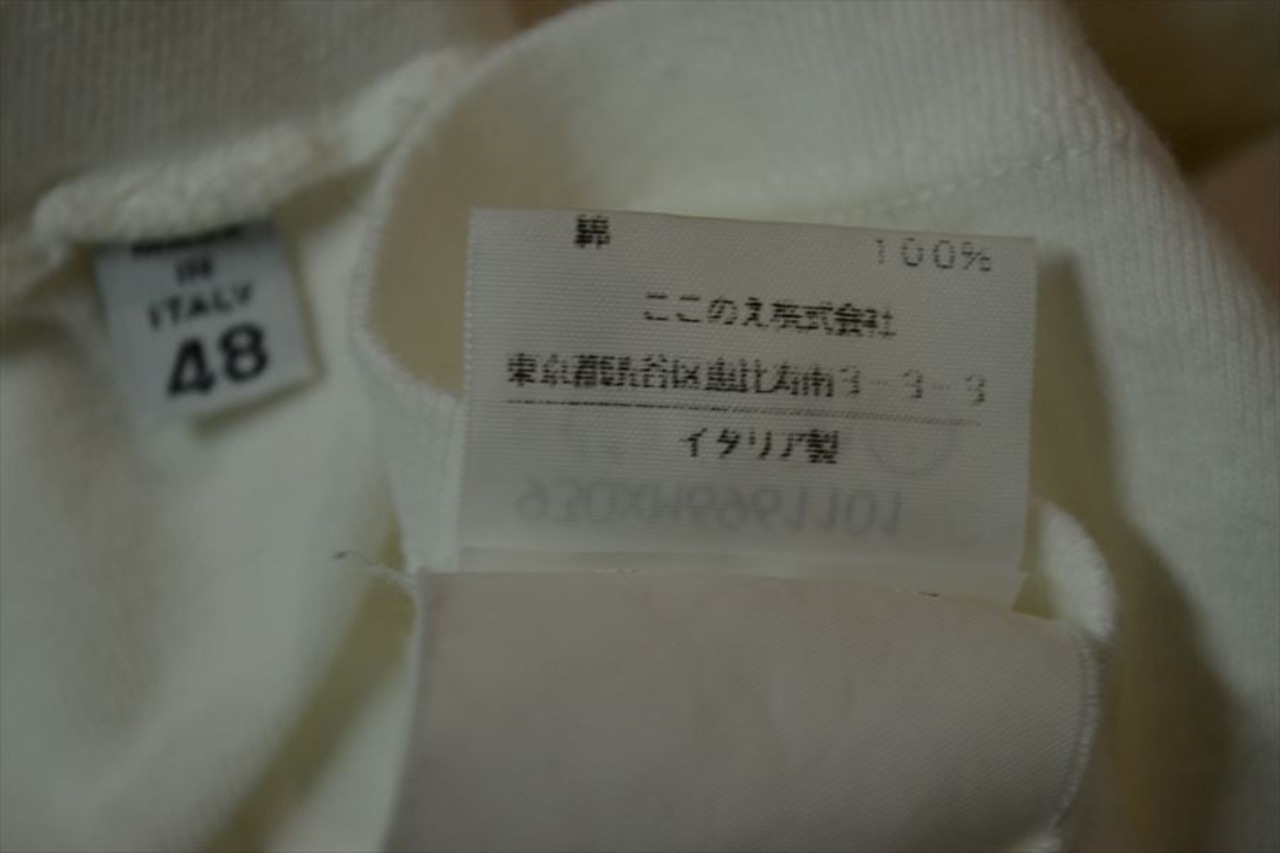 IN
ITALY
48
綿 100%
ここのえ株式会社
東京都渋谷区恵比寿南3-3-3
イタリア製